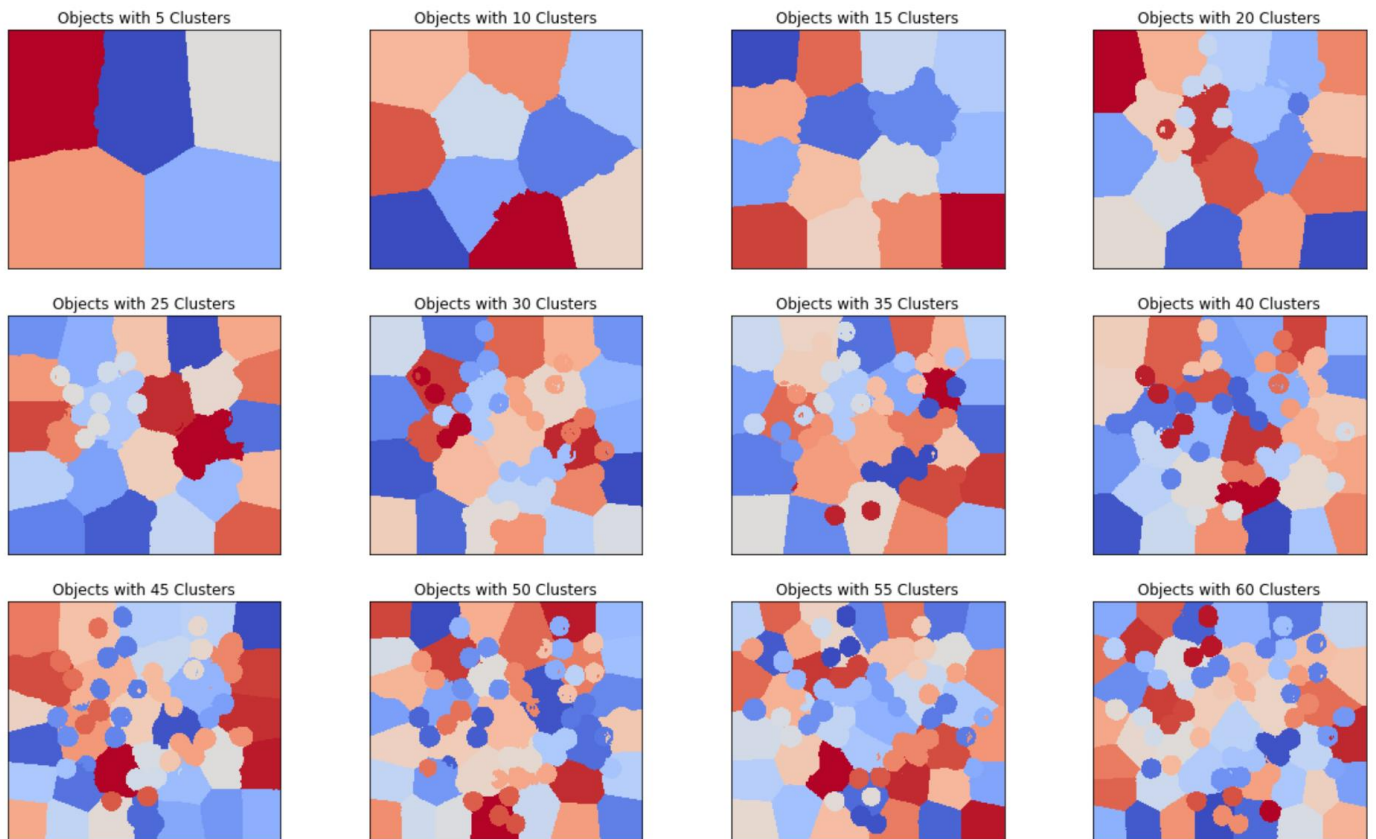 Objects with 5 Clusters
Objects with 10 Clusters
Objects with 15 Clusters
Objects with 20 Clusters
Objects with 25 Clusters
Objects with 30 Clusters
Objects with 35 Clusters
Objects with 40 Clusters
Objects with 45 Clusters
Objects with 50 Clusters
Objects with 55 Clusters
Objects with 60 Clusters